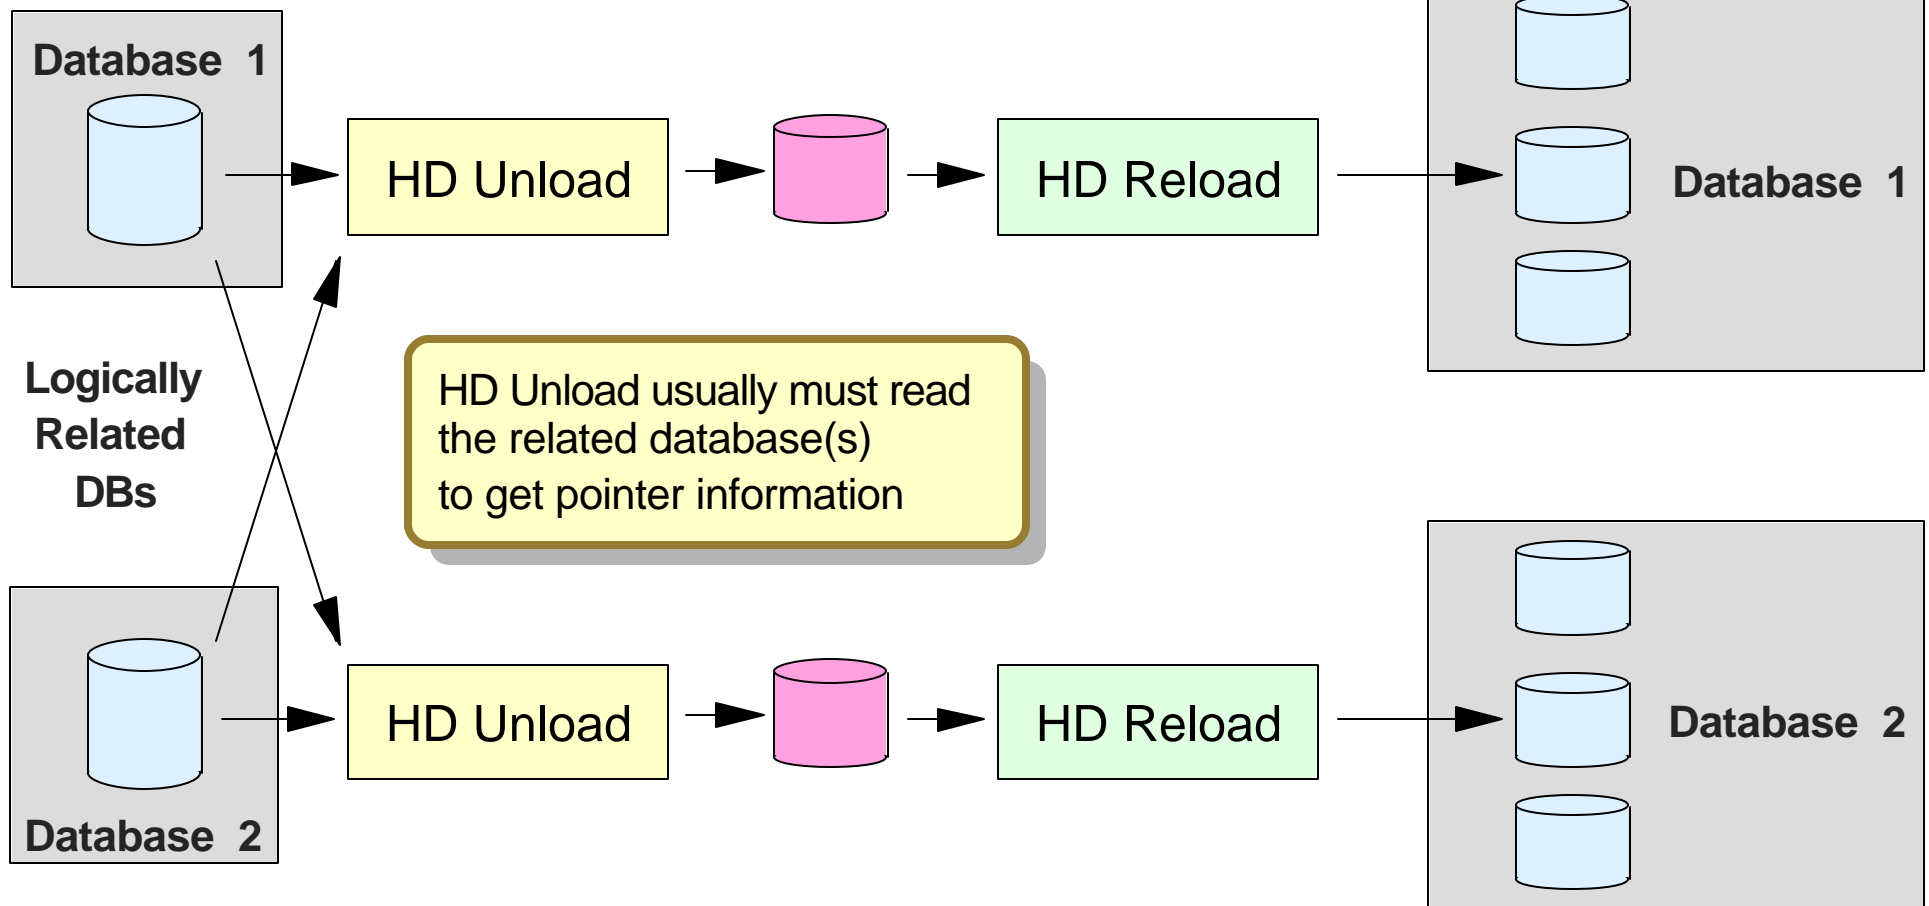 Database 1
HD Unload
HD Reload
Database 1
Logically
Related
DBs
HD Unload usually must read
the related database(s)
to get pointer information
HD Unload
HD Reload
Database 2
Database 2